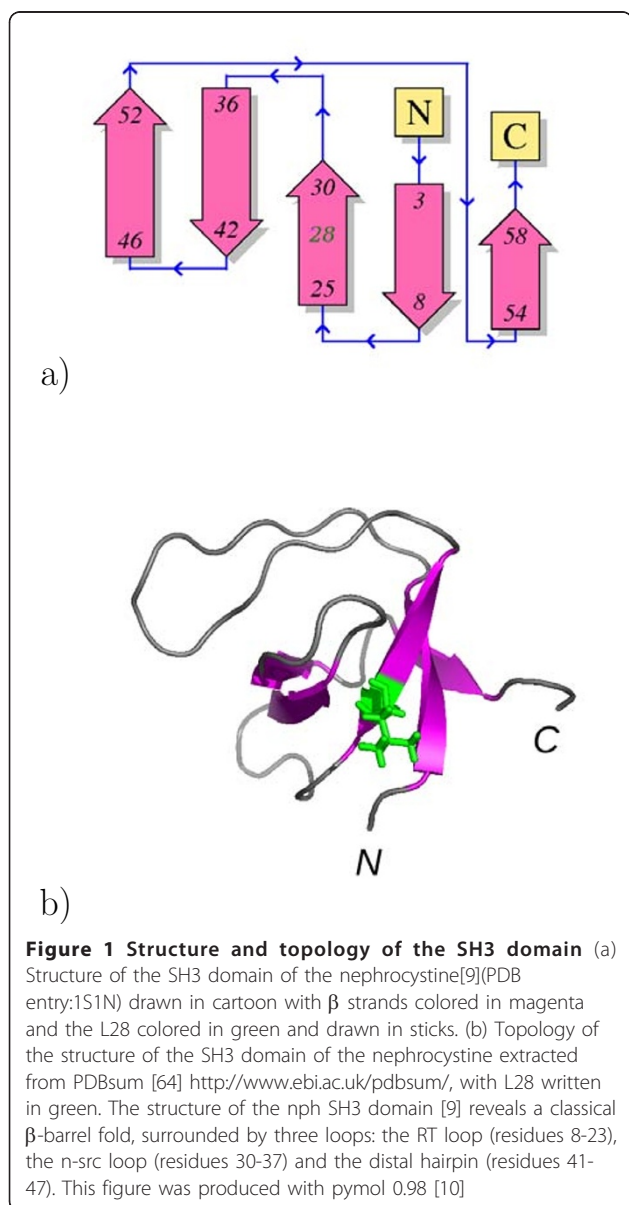 52 36 N C
30 3
28 58
46 42 25 8 54
a)
C
N
b)
Figure 1 Structure and topology of the SH3 domain (a)
Structure of the SH3 domain of the nephrocystine[9](PDB
entry:1S1N) drawn in cartoon with β strands colored in magenta
and the L28 colored in green and drawn in sticks. (b) Topology of
the structure of the SH3 domain of the nephrocystine extracted
from PDBsum [64] http://www.ebi.ac.uk/pdbsum/, with L28 written
in green. The structure of the nph SH3 domain [9] reveals a classical
β-barrel fold, surrounded by three loops: the RT loop (residues 8-23),
the n-src loop (residues 30-37) and the distal hairpin (residues 41-
47). This figure was produced with pymol 0.98 [10]